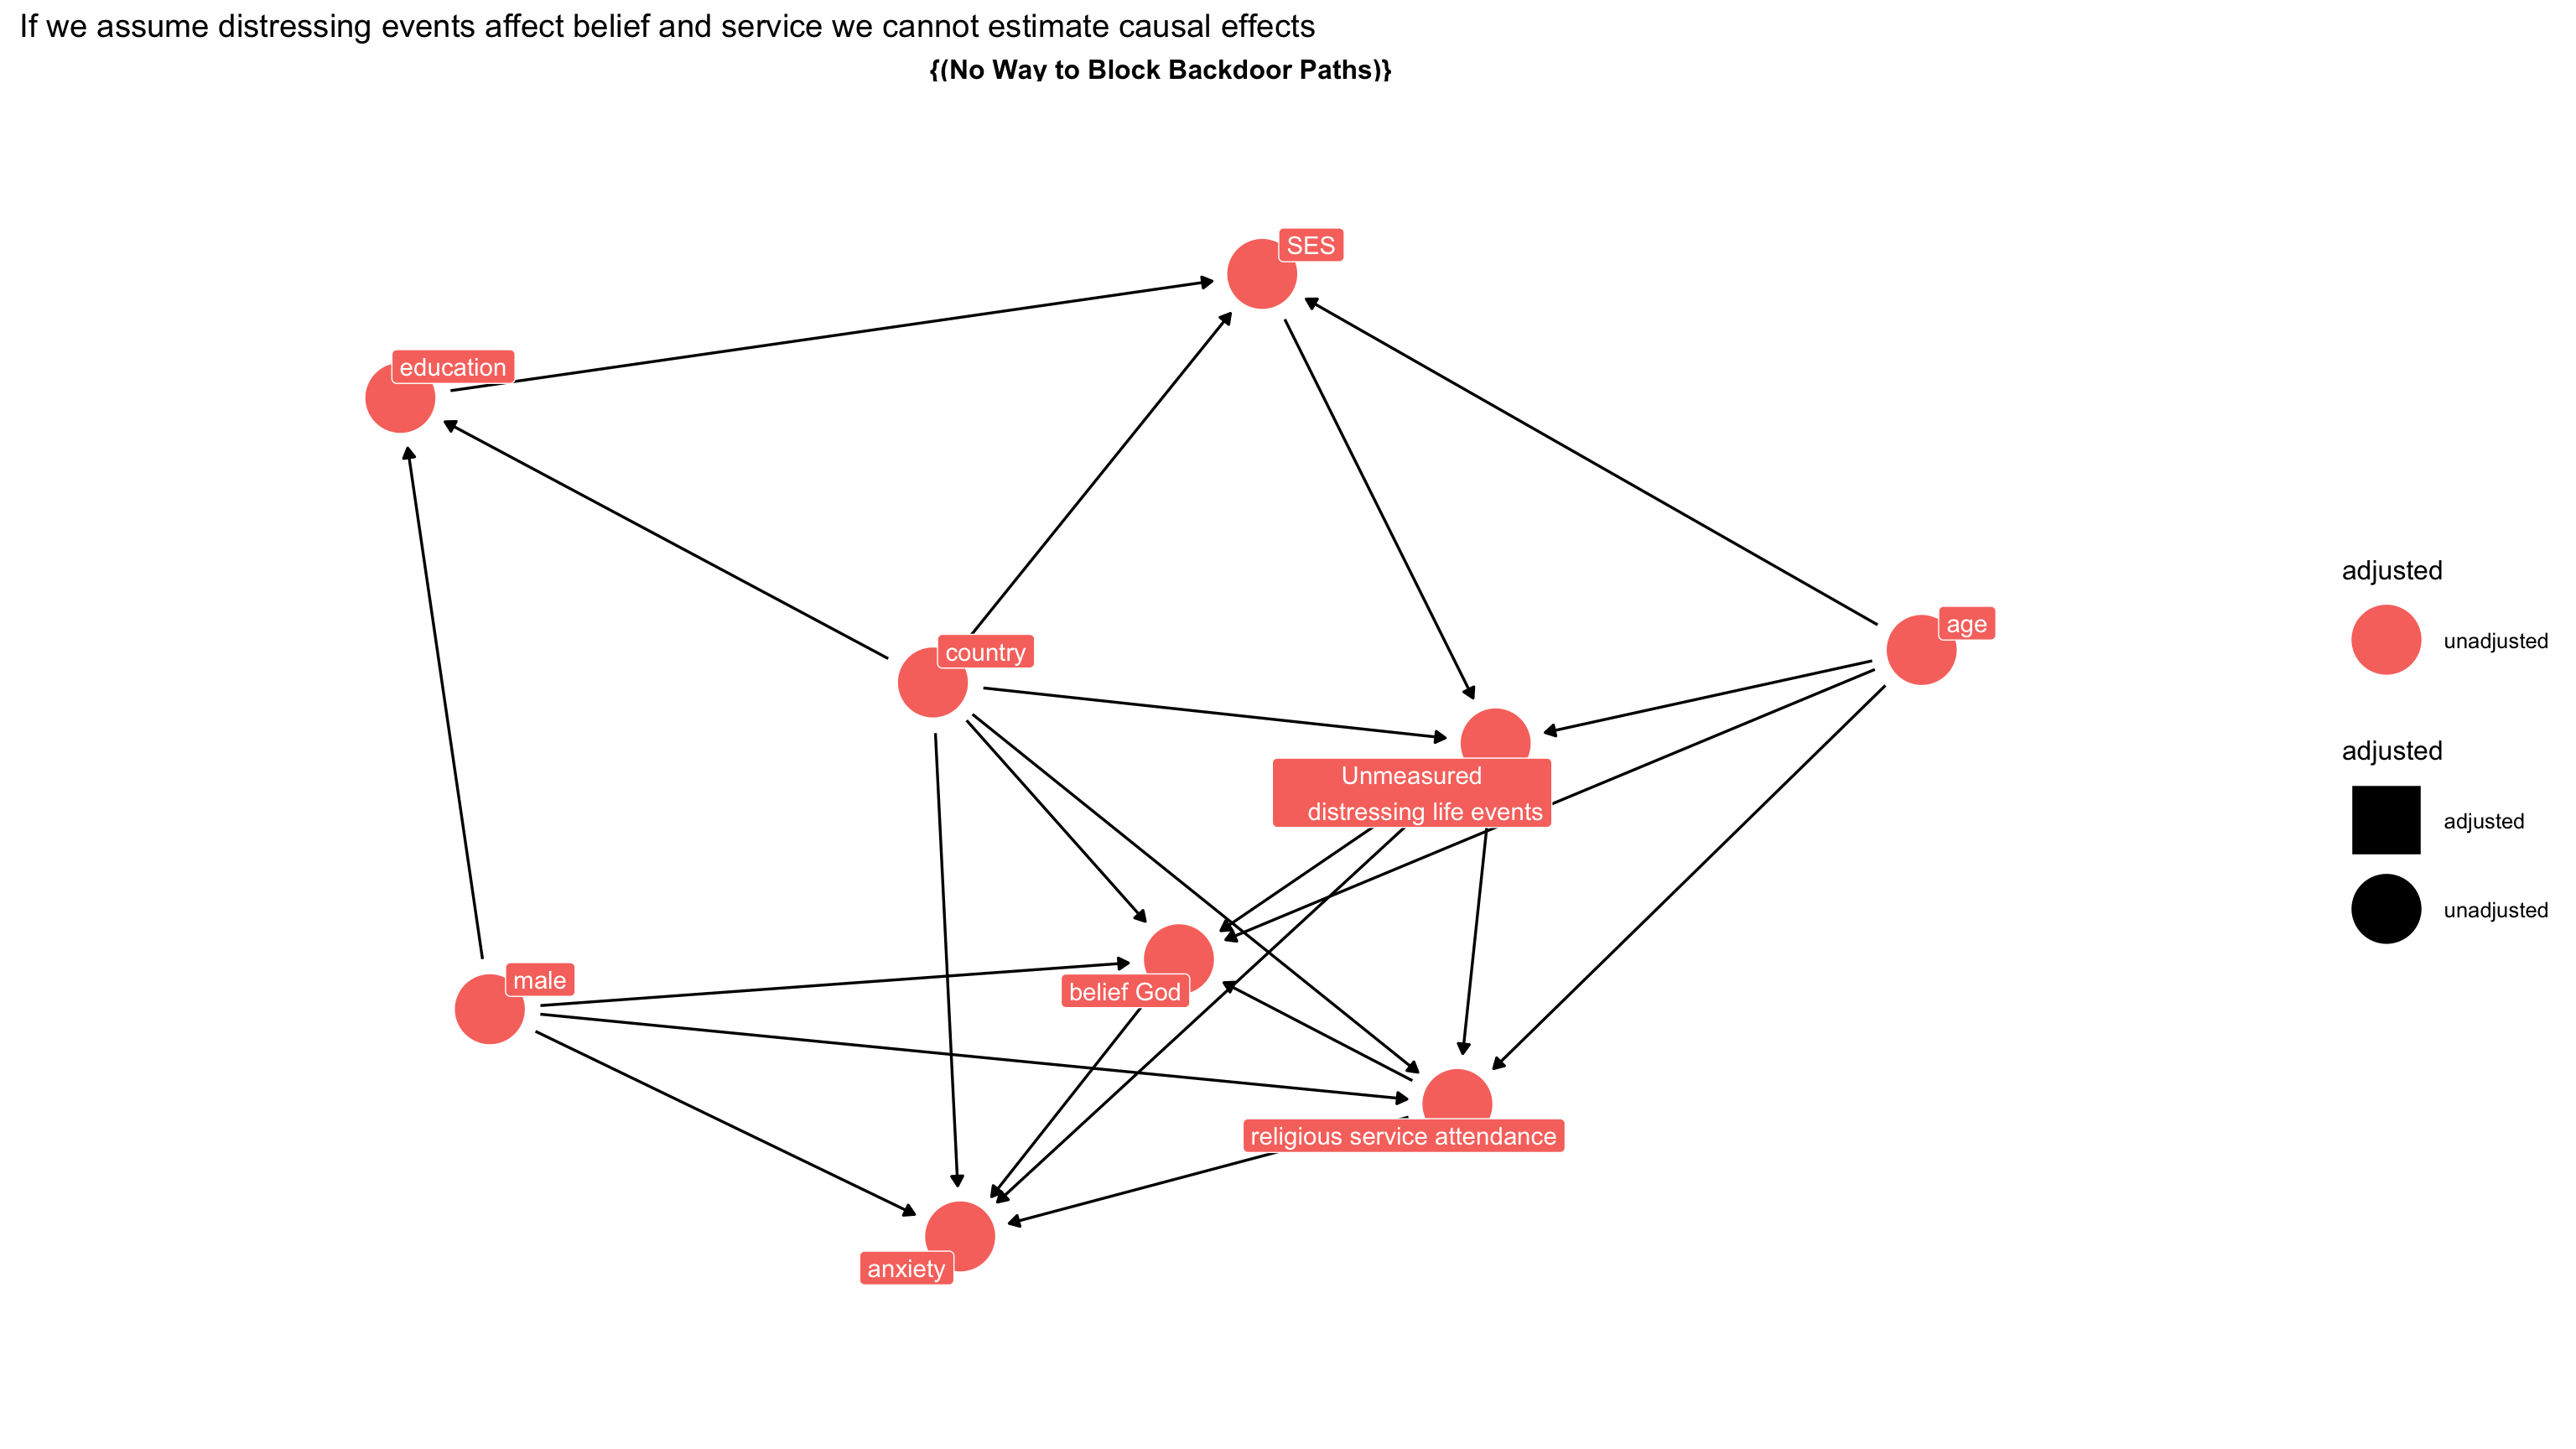 If we assume distressing events affect belief and service we cannot estimate causal effects
{(No Way to Block Backdoor Paths)}
SES
education
age
country
Unmeasured
distressing life events
male
belief God
religious service attendance
anxiety
adjusted
unadjusted
adjusted
adjusted
unadjusted